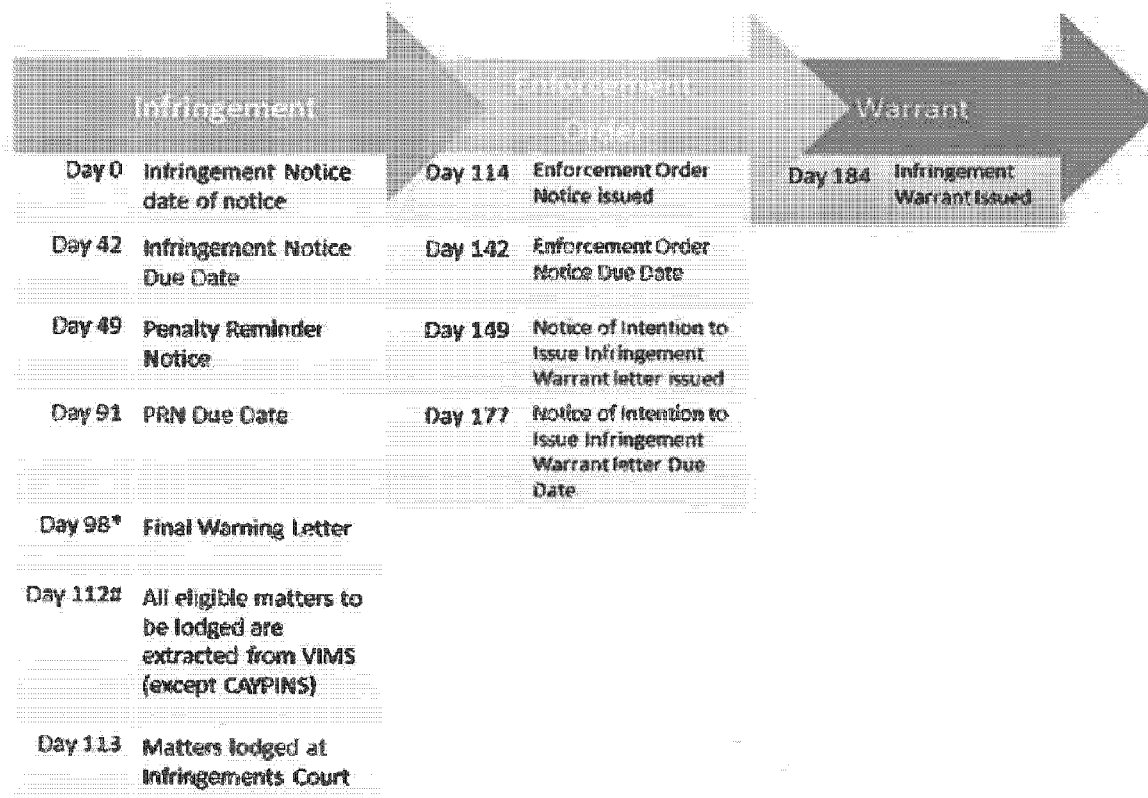 Infringement
Enforcement
Order
Warrant
Day 0 Infringement Notice
date of notice
Day 42 Infringement Notice
Due Date
Day 49 Penalty Reminder
Notice
Day 91 PRN Due Date
Day 98* Final Warning Letter
Day 112# All eligible matters to
be lodged are
extracted from VIMS
(except CAYPINS)
Day 113 Matters lodged at
Infringements Court
Day 114 Enforcement Order
Notice issued
Day 142 Enforcement Order
Notice Due Date
Day 149 Notice of Intention to
Issue Infringement
Warrant letter issued
Day 177 Notice of Intention to
Issue Infringement
Warrant letter Due
Date
Day 184 Infringement
Warrant Issued